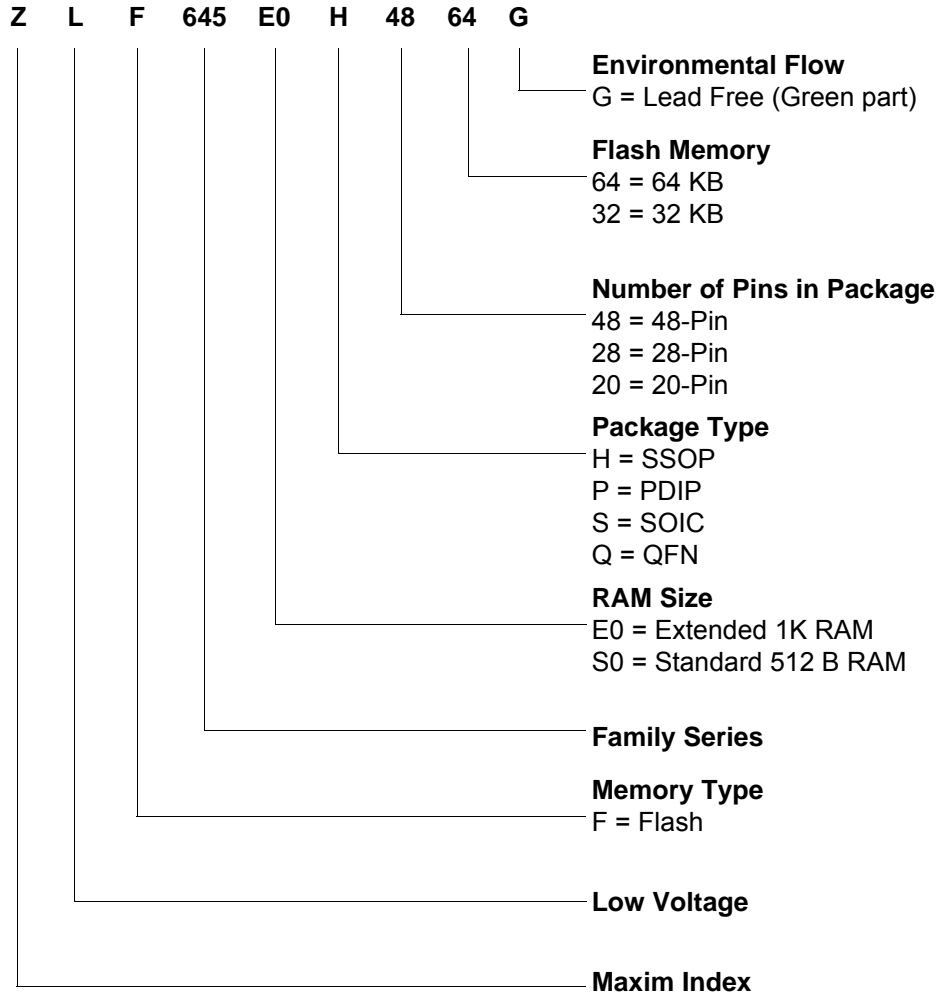 Z L F 645 E0 H 48 64 G
Environmental Flow
G = Lead Free (Green part)
Flash Memory
64 = 64 KB
32 = 32 KB
Number of Pins in Package
48 = 48-Pin
28 = 28-Pin
20 = 20-Pin
Package Type
H = SSOP
P = PDIP
S = SOIC
Q = QFN
RAM Size
E0 = Extended 1K RAM
S0 = Standard 512 B RAM
Family Series
Memory Type
F = Flash
Low Voltage
Maxim Index